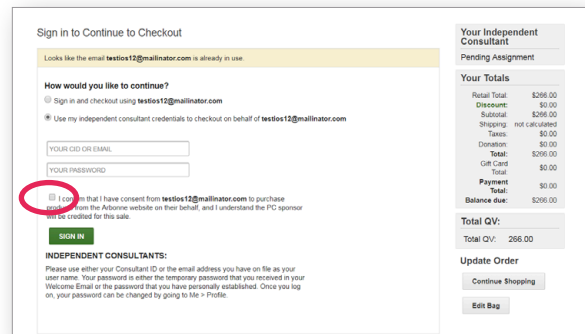 Sign in to Continue to Checkout
Looks like the email testios12@mailinator.com is already in use.
How would you like to continue?
Sign in and checkout using testios12@mailinator.com
Use my independent consultant credentials to checkout on behalf of testios12@mailinator.com
YOUR CID OR EMAIL
YOUR PASSWORD
I confirm that I have consent from testios12@mailinator.com to purchase
products from the Arbonne website on their behalf, and I understand the PC sponsor
will be credited for this sale.
SIGN IN
INDEPENDENT CONSULTANTS:
Please use either your Consultant ID or the email address you have on file as your
user name. Your password is either the temporary password that you received in your
Welcome Email or the password that you have personally established. Once you log
on, your password can be changed by going to Me > Profile.
Your Independent
Consultant
Pending Assignment
Your Totals
Retail Total: $266.00
Discount: $0.00
Subtotal: $266.00
Shipping: not calculated
Taxes: $0.00
Donation: $0.00
Total: $266.00
Gift Card
Total: $0.00
Payment
Total: $0.00
Balance due: $266.00
Total QV:
Total QV: 266.00
Update Order
Continue Shopping
Edit Bag